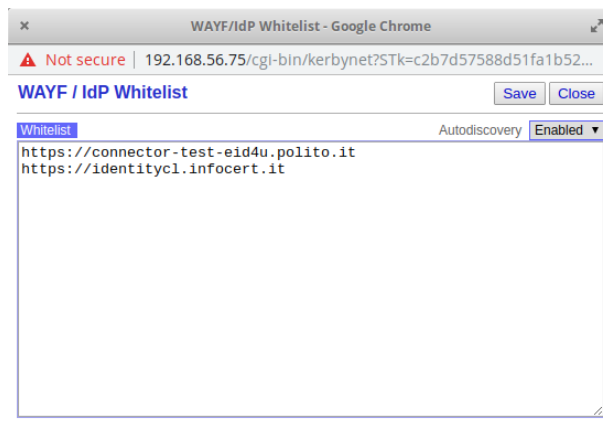 × WAYF/IdP Whitelist - Google Chrome
Not secure | 192.168.56.75/cgi-bin/kerbynet?STk=c2b7d57588d51fa1b52...
WAYF / IdP Whitelist Save Close
Whitelist Autodiscovery Enabled ▼
https://connector-test-eid4u.polito.it
https://identitycl.infocert.it